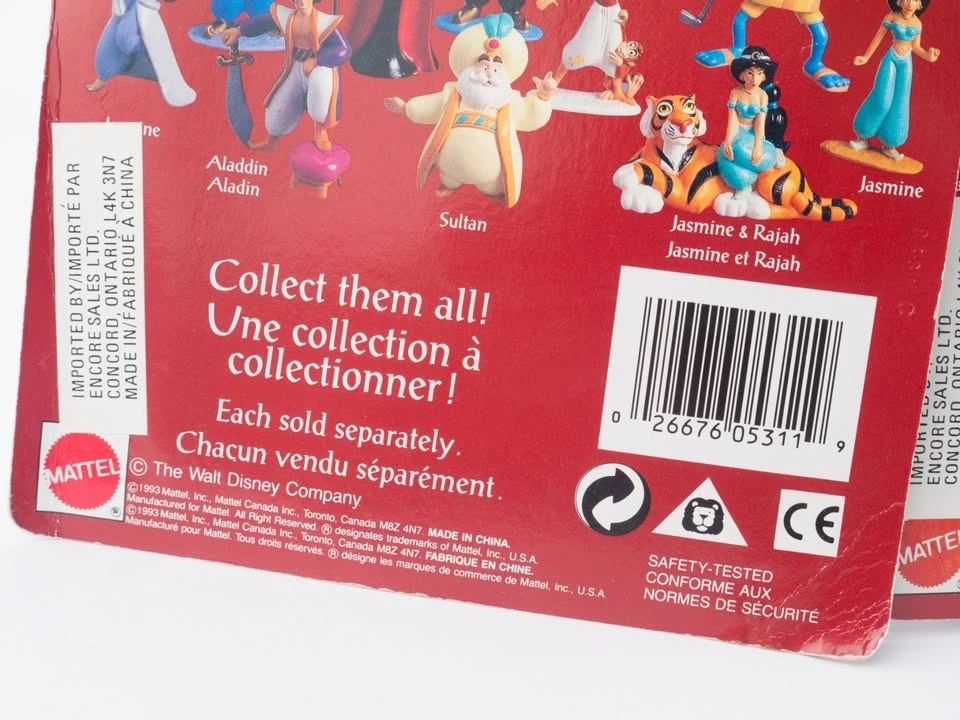 Aladdin
Aladin
Sultan
Jasmine & Rajah
Jasmine et Rajah
Jasmine
IMPORTED BY/IMPORTÉ PAR
ENCORE SALES LTD.
CONCORD, ONTARIO L4K 3N7
MADE IN/FABRIQUÉ À CHINA
Collect them all!
Une collection à
collectionner!
Each sold separately.
Chacun vendu séparément.
0 26676 05311 9
MATTEL
© The Walt Disney Company
©1993 Mattel, Inc., Mattel Canada Inc., Toronto, Canada M8Z 4N7. MADE IN CHINA.
Manufactured for Mattel. All Right Reserved. ® designates trademarks of Mattel, Inc., U.S.A.
©1993 Mattel, Inc., Mattel Canada Inc., Toronto, Canada M8Z 4N7. FABRIQUÉ EN CHINE.
Manufacturé pour Mattel. Tous droits réservés. ® désigne les marques de commerce de Mattel, Inc., U.S.A.
CE
SAFETY-TESTED
CONFORME AUX
NORMES DE SÉCURITÉ
ENCORE SALES LTD.
MATTEL